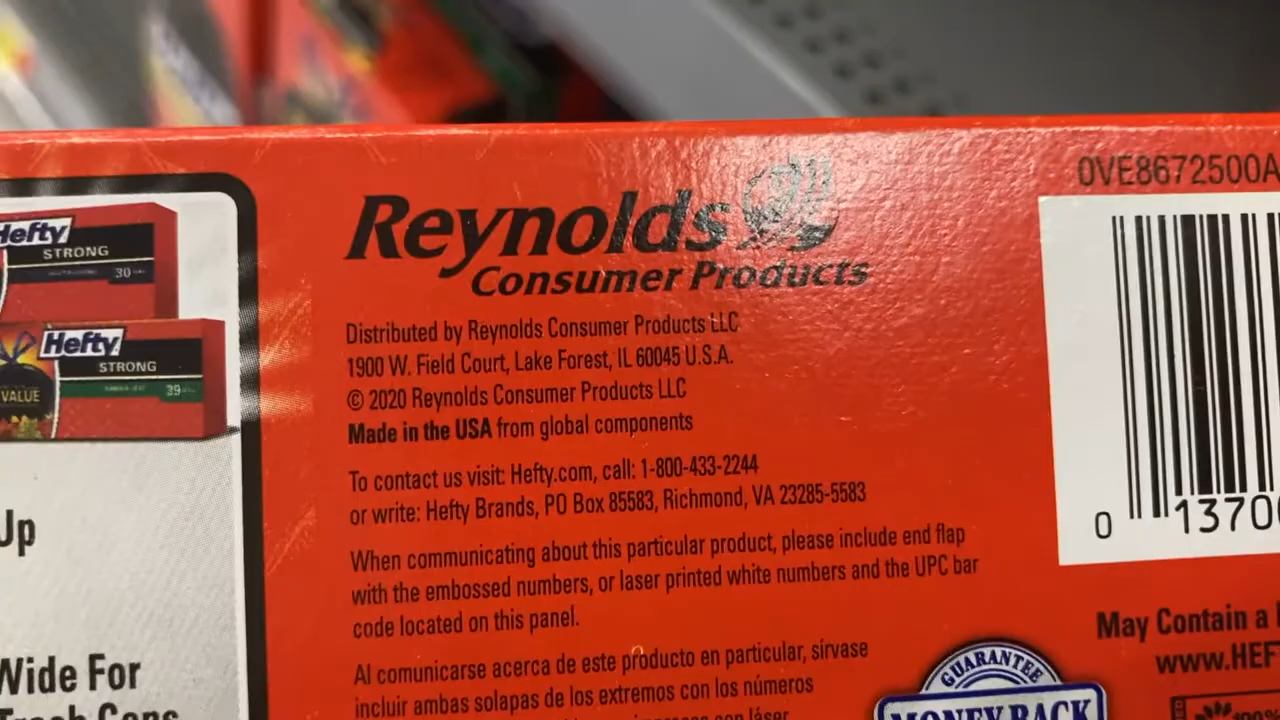 Hefty
STRONG
30
Hefty
STRONG
VALUE
39
Up
Wide For
Reynolds
Consumer Products
Distributed by Reynolds Consumer Products LLC
1900 W. Field Court, Lake Forest, IL 60045 U.S.A.
© 2020 Reynolds Consumer Products LLC
Made in the USA from global components
To contact us visit: Hefty.com, call: 1-800-433-2244
or write: Hefty Brands, PO Box 85583, Richmond, VA 23285-5583
When communicating about this particular product, please include end flap
with the embossed numbers, or laser printed white numbers and the UPC bar
code located on this panel.
Al comunicarse acerca de este producto en particular, sírvase
incluir ambas solapas de los extremos con los números
láser
0VE8672500A
0 1370
May Contain a
www.HEF
GUARANTEE
MONEY BACK